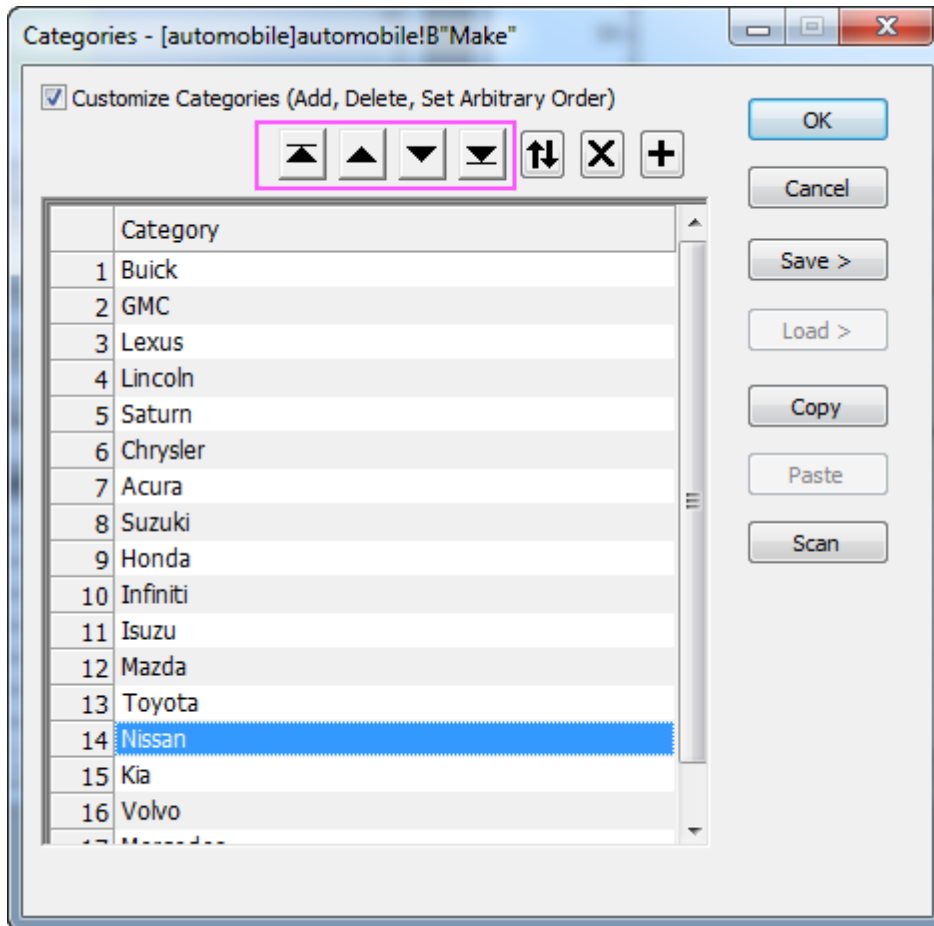 Categories - [automobile]automobile!B"Make"
Customize Categories (Add, Delete, Set Arbitrary Order)
OK
Cancel
Save >
Load >
Copy
Paste
Scan
Category
1 Buick
2 GMC
3 Lexus
4 Lincoln
5 Saturn
6 Chrysler
7 Acura
8 Suzuki
9 Honda
10 Infiniti
11 Isuzu
12 Mazda
13 Toyota
14 Nissan
15 Kia
16 Volvo
17 Mercedes